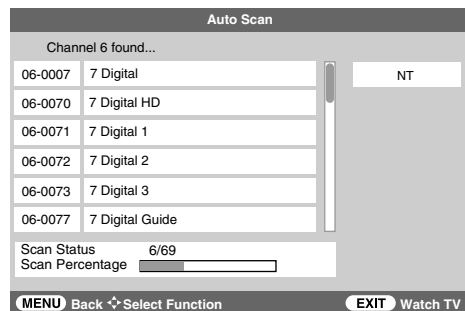 Auto Scan
Channel 6 found...
06-0007 7 Digital NT
06-0070 7 Digital HD
06-0071 7 Digital 1
06-0072 7 Digital 2
06-0073 7 Digital 3
06-0077 7 Digital Guide
Scan Status 6/69
Scan Percentage
MENU Back Select Function EXIT Watch TV